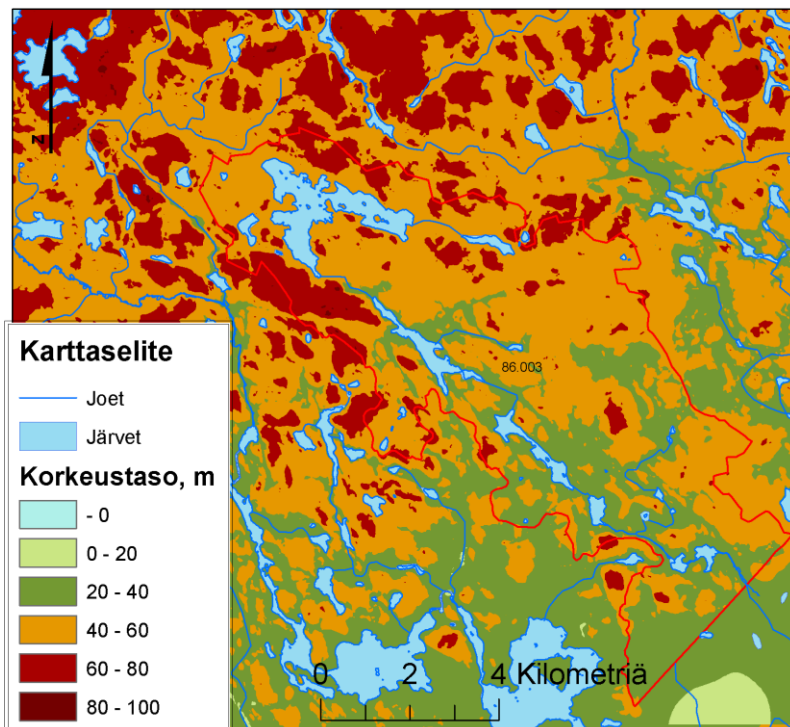 N
86.003
Karttaselite
Joet
Järvet
Korkeustaso, m
- 0
0 - 20
20 - 40
40 - 60
60 - 80
80 - 100
0 2 4 Kilometriä